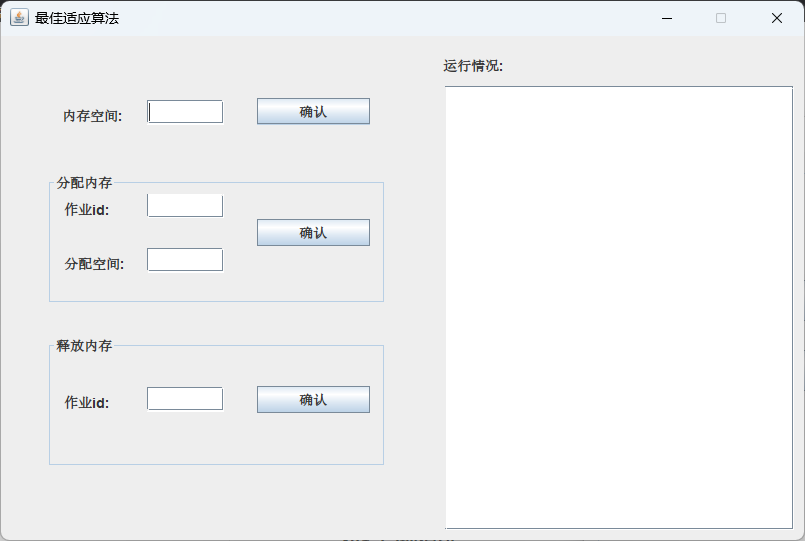 最佳适应算法
内存空间:
确认
分配内存
作业id:
分配空间:
确认
释放内存
作业id:
确认
运行情况: